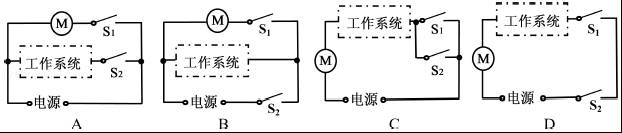 M S₁ M S₁ 工作系统 S₁ 工作系统 S₁
工作系统 S₂ 工作系统 M S₂ M
电源 电源 S₂ 电源 电源 S₂
A B C D